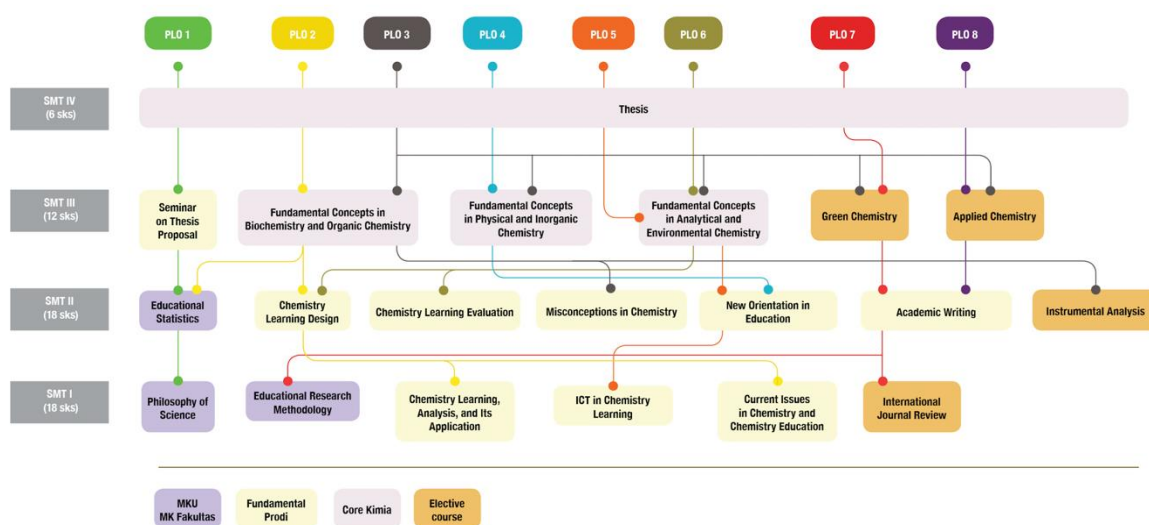 PLO 1
PLO 2
PLO 3
PLO 4
PLO 5
PLO 6
PLO 7
PLO 8
SMT IV
(6 sks)
Thesis
SMT III
(12 sks)
Seminar
on Thesis
Proposal
Fundamental Concepts in
Biochemistry and Organic Chemistry
Fundamental Concepts
in Physical and Inorganic
Chemistry
Fundamental Concepts
in Analytical and
Environmental Chemistry
Green Chemistry
Applied Chemistry
SMT II
(18 sks)
Educational
Statistics
Chemistry
Learning Design
Chemistry Learning Evaluation
Misconceptions in Chemistry
New Orientation in
Education
Academic Writing
Instrumental Analysis
SMT I
(18 sks)
Philosophy of
Science
Educational Research
Methodology
Chemistry Learning,
Analysis, and Its
Application
ICT in Chemistry
Learning
Current Issues
in Chemistry and
Chemistry Education
International
Journal Review
MKU
MK Fakultas
Fundamental
Prodi
Core Kimia
Elective
course